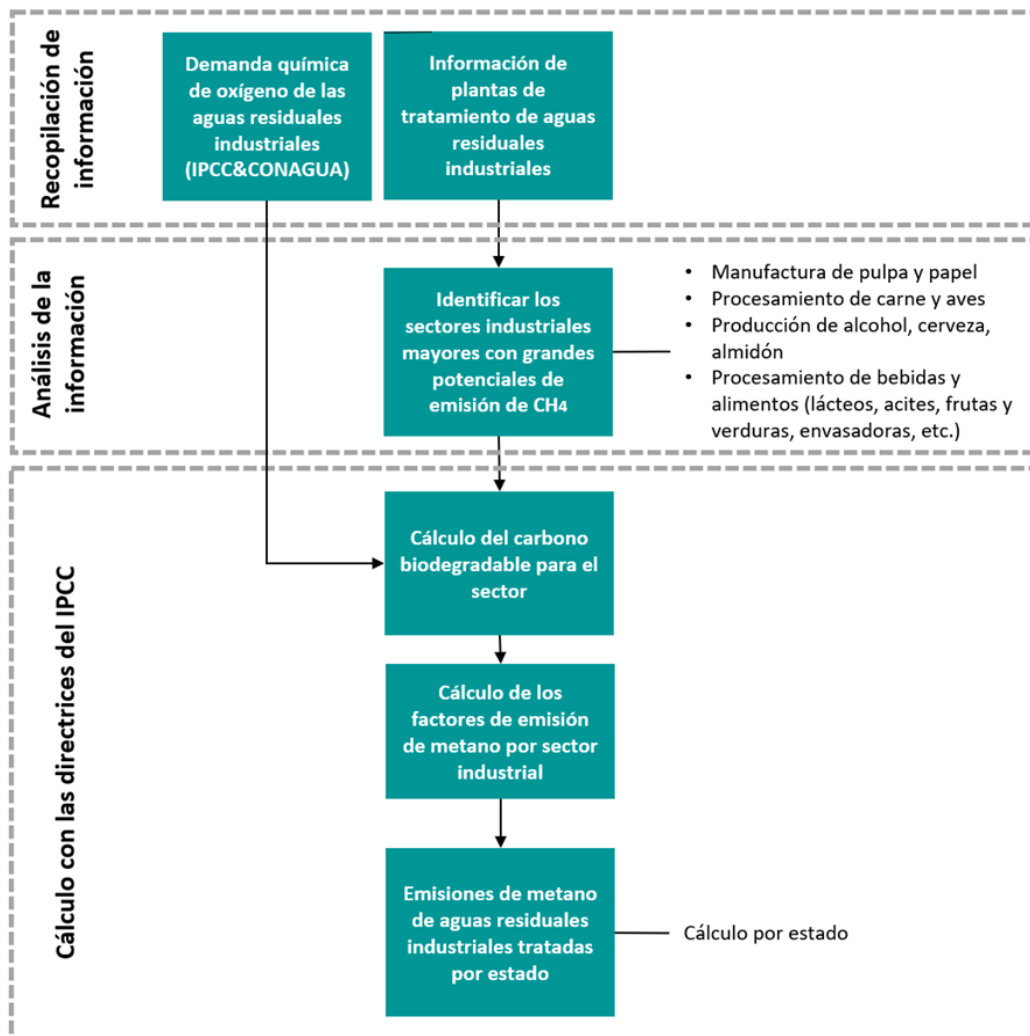 Recopilación de
información
Demanda química
de oxígeno de las
aguas residuales
industriales
(IPCC&CONAGUA)
Información de
plantas de
tratamiento de aguas
residuales
industriales
Análisis de la
información
Identificar los
sectores industriales
mayores con grandes
potenciales de
emisión de CH4
• Manufactura de pulpa y papel
• Procesamiento de carne y aves
• Producción de alcohol, cerveza,
almidón
• Procesamiento de bebidas y
alimentos (lácteos, acites, frutas y
verduras, envasadoras, etc.)
Cálculo con las directrices del IPCC
Cálculo del carbono
biodegradable para el
sector
Cálculo de los
factores de emisión
de metano por sector
industrial
Emisiones de metano
de aguas residuales
industriales tratadas
por estado
Cálculo por estado